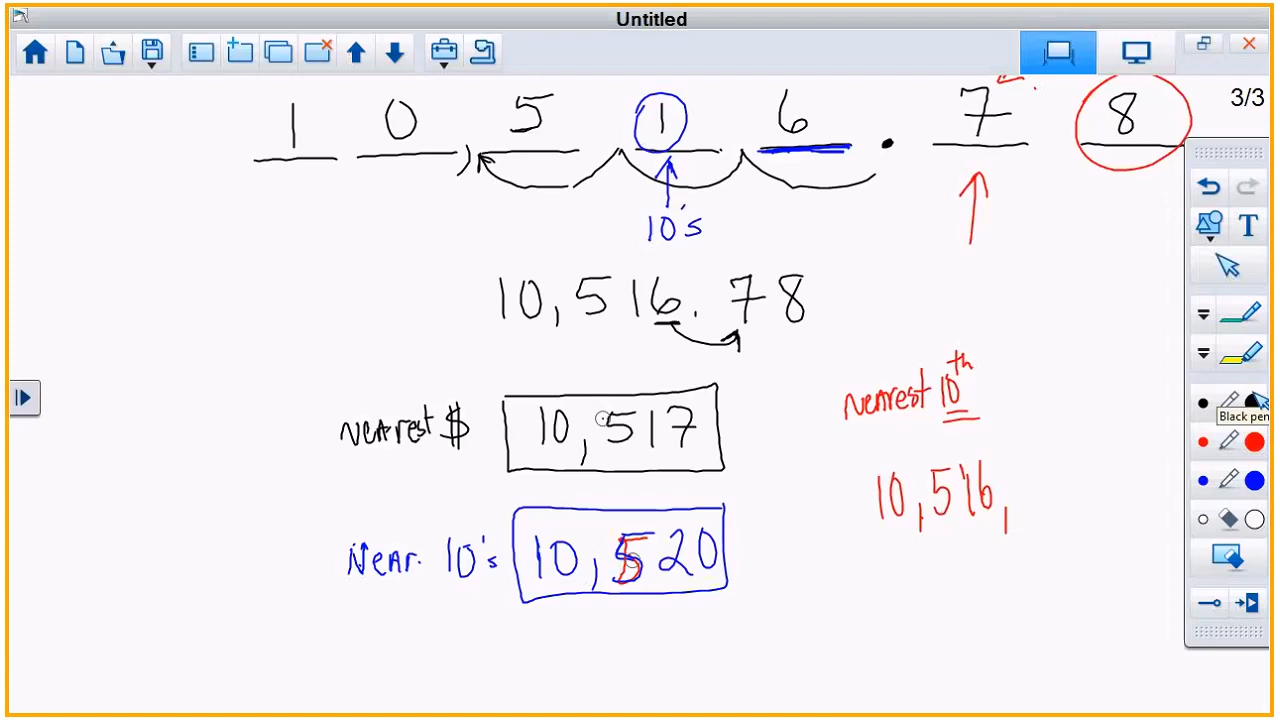 Untitled
3/3
1 0 , 5 1 6 . 7 8
10's
10,516.78
Nearest 10th
Nearest $ 10,517
Black pen
10,516,
Near. 10's 10,520
T